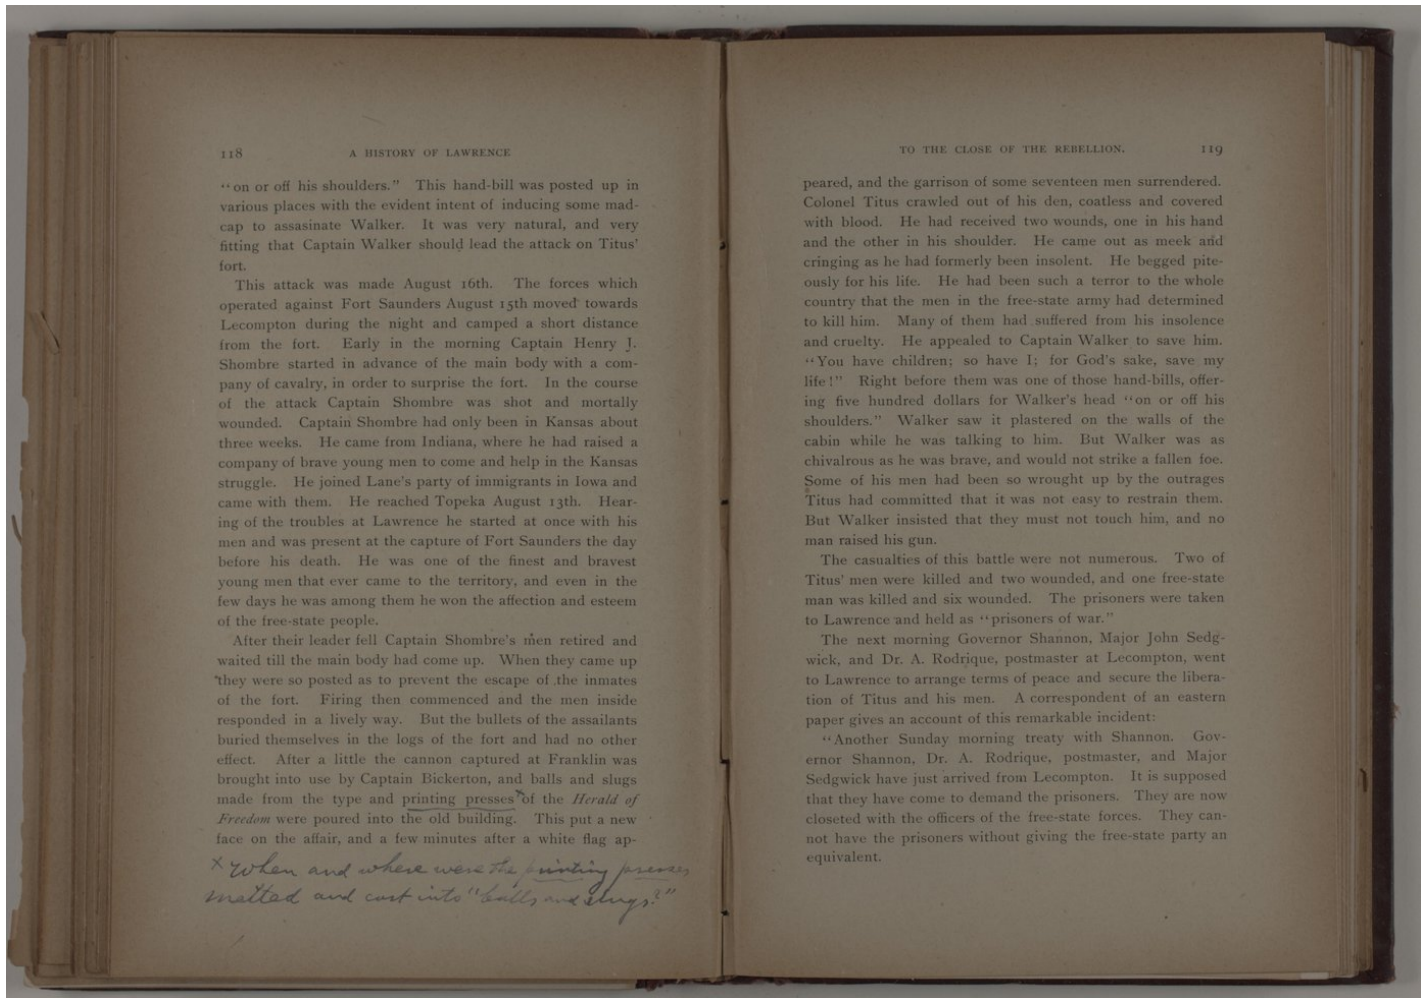 118 A HISTORY OF LAWRENCE
“on or off his shoulders.” This hand-bill was posted up in
various places with the evident intent of inducing some mad-
cap to assasinate Walker. It was very natural, and very
fitting that Captain Walker should lead the attack on Titus’
fort.
This attack was made August 16th. The forces which
operated against Fort Saunders August 15th moved towards
Lecompton during the night and camped a short distance
from the fort. Early in the morning Captain Henry J.
Shombre started in advance of the main body with a com-
pany of cavalry, in order to surprise the fort. In the course
of the attack Captain Shombre was shot and mortally
wounded. Captain Shombre had only been in Kansas about
three weeks. He came from Indiana, where he had raised a
company of brave young men to come and help in the Kansas
struggle. He joined Lane’s party of immigrants in Iowa and
came with them. He reached Topeka August 13th. Hear-
ing of the troubles at Lawrence he started at once with his
men and was present at the capture of Fort Saunders the day
before his death. He was one of the finest and bravest
young men that ever came to the territory, and even in the
few days he was among them he won the affection and esteem
of the free-state people.
After their leader fell Captain Shombre’s men retired and
waited till the main body had come up. When they came up
they were so posted as to prevent the escape of the inmates
of the fort. Firing then commenced and the men inside
responded in a lively way. But the bullets of the assailants
buried themselves in the logs of the fort and had no other
effect. After a little the cannon captured at Franklin was
brought into use by Captain Bickerton, and balls and slugs
made from the type and printing presses x of the Herald of
Freedom were poured into the old building. This put a new
face on the affair, and a few minutes after a white flag ap-
x When and where were the printing presses
melted and cast into “balls and slugs?”
TO THE CLOSE OF THE REBELLION. 119
peared, and the garrison of some seventeen men surrendered.
Colonel Titus crawled out of his den, coatless and covered
with blood. He had received two wounds, one in his hand
and the other in his shoulder. He came out as meek and
cringing as he had formerly been insolent. He begged pite-
ously for his life. He had been such a terror to the whole
country that the men in the free-state army had determined
to kill him. Many of them had suffered from his insolence
and cruelty. He appealed to Captain Walker to save him.
“You have children; so have I; for God’s sake, save my
life!” Right before them was one of those hand-bills, offer-
ing five hundred dollars for Walker’s head “on or off his
shoulders.” Walker saw it plastered on the walls of the
cabin while he was talking to him. But Walker was as
chivalrous as he was brave, and would not strike a fallen foe.
Some of his men had been so wrought up by the outrages
Titus had committed that it was not easy to restrain them.
But Walker insisted that they must not touch him, and no
man raised his gun.
The casualties of this battle were not numerous. Two of
Titus’ men were killed and two wounded, and one free-state
man was killed and six wounded. The prisoners were taken
to Lawrence and held as “prisoners of war.”
The next morning Governor Shannon, Major John Sedg-
wick, and Dr. A. Rodrique, postmaster at Lecompton, went
to Lawrence to arrange terms of peace and secure the libera-
tion of Titus and his men. A correspondent of an eastern
paper gives an account of this remarkable incident:
“Another Sunday morning treaty with Shannon. Gov-
ernor Shannon, Dr. A. Rodrique, postmaster, and Major
Sedgwick have just arrived from Lecompton. It is supposed
that they have come to demand the prisoners. They are now
closeted with the officers of the free-state forces. They can-
not have the prisoners without giving the free-state party an
equivalent.